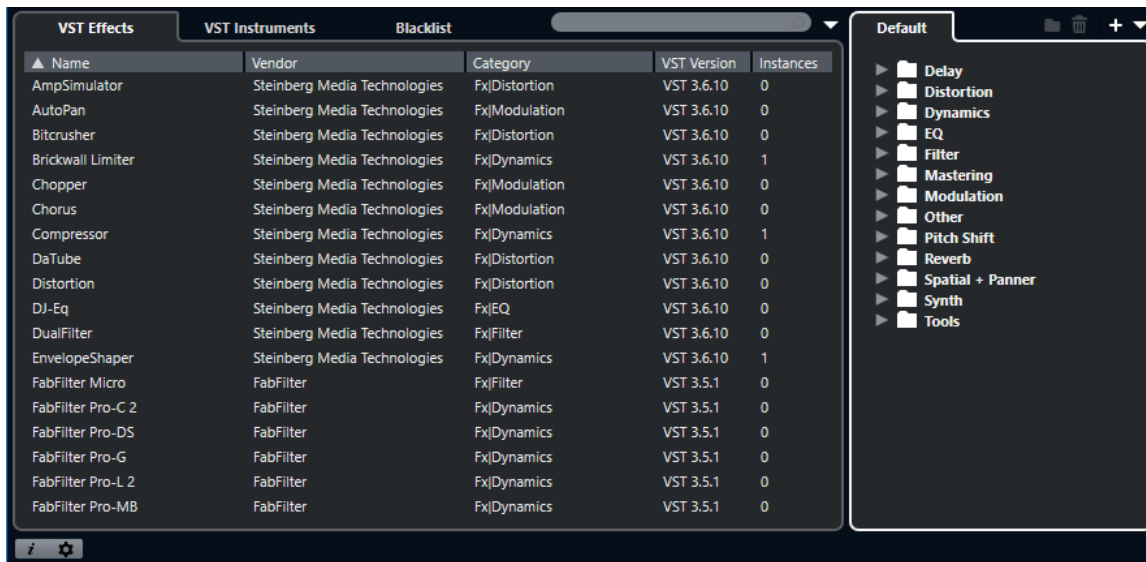 VST Effects VST Instruments Blacklist
Name Vendor Category VST Version Instances
AmpSimulator Steinberg Media Technologies Fx|Distortion VST 3.6.10 0
AutoPan Steinberg Media Technologies Fx|Modulation VST 3.6.10 0
Bitcrusher Steinberg Media Technologies Fx|Distortion VST 3.6.10 0
Brickwall Limiter Steinberg Media Technologies Fx|Dynamics VST 3.6.10 1
Chopper Steinberg Media Technologies Fx|Modulation VST 3.6.10 0
Chorus Steinberg Media Technologies Fx|Modulation VST 3.6.10 0
Compressor Steinberg Media Technologies Fx|Dynamics VST 3.6.10 1
DaTube Steinberg Media Technologies Fx|Distortion VST 3.6.10 0
Distortion Steinberg Media Technologies Fx|Distortion VST 3.6.10 0
DJ-Eq Steinberg Media Technologies Fx|EQ VST 3.6.10 0
DualFilter Steinberg Media Technologies Fx|Filter VST 3.6.10 0
EnvelopeShaper Steinberg Media Technologies Fx|Dynamics VST 3.6.10 1
FabFilter Micro FabFilter Fx|Filter VST 3.5.1 0
FabFilter Pro-C 2 FabFilter Fx|Dynamics VST 3.5.1 0
FabFilter Pro-DS FabFilter Fx|Dynamics VST 3.5.1 0
FabFilter Pro-G FabFilter Fx|Dynamics VST 3.5.1 0
FabFilter Pro-L 2 FabFilter Fx|Dynamics VST 3.5.1 0
FabFilter Pro-MB FabFilter Fx|Dynamics VST 3.5.1 0
Default
Delay
Distortion
Dynamics
EQ
Filter
Mastering
Modulation
Other
Pitch Shift
Reverb
Spatial + Panner
Synth
Tools